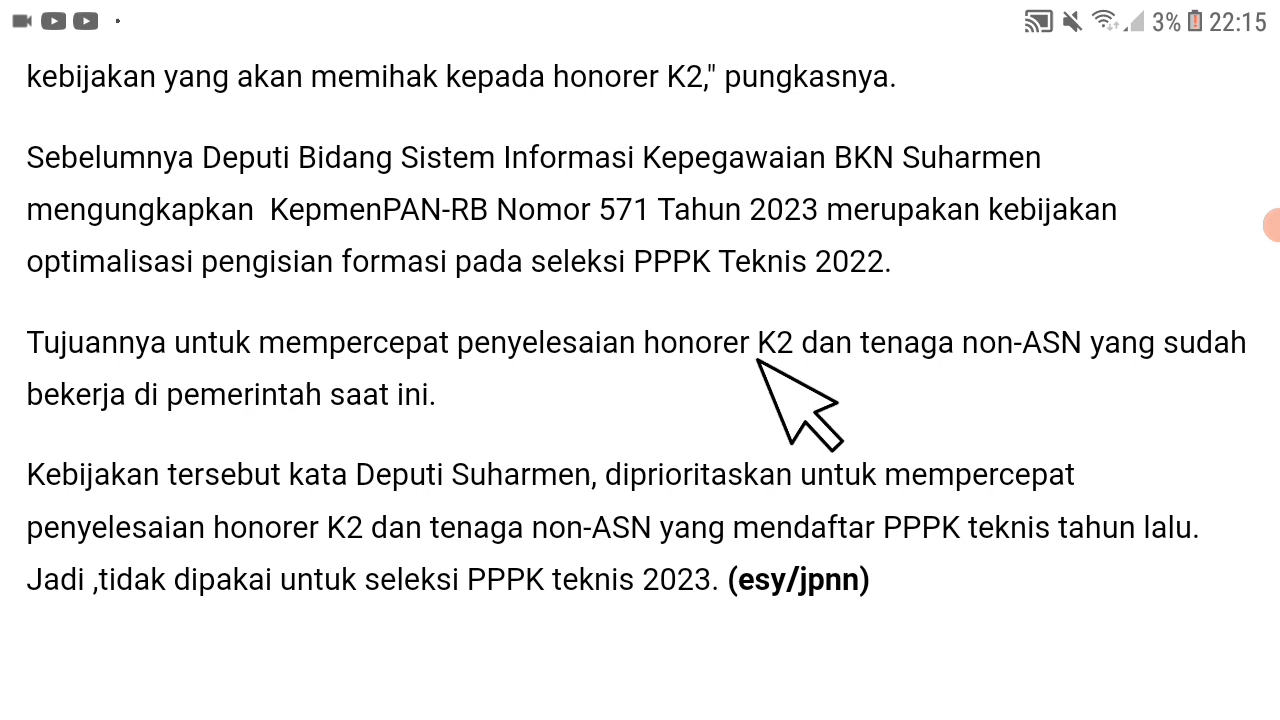 3% 22:15
kebijakan yang akan memihak kepada honorer K2," pungkasnya.
Sebelumnya Deputi Bidang Sistem Informasi Kepegawaian BKN Suharmen
mengungkapkan  KepmenPAN-RB Nomor 571 Tahun 2023 merupakan kebijakan
optimalisasi pengisian formasi pada seleksi PPPK Teknis 2022.
Tujuannya untuk mempercepat penyelesaian honorer K2 dan tenaga non-ASN yang sudah
bekerja di pemerintah saat ini.
Kebijakan tersebut kata Deputi Suharmen, diprioritaskan untuk mempercepat
penyelesaian honorer K2 dan tenaga non-ASN yang mendaftar PPPK teknis tahun lalu.
Jadi ,tidak dipakai untuk seleksi PPPK teknis 2023. (esy/jpnn)